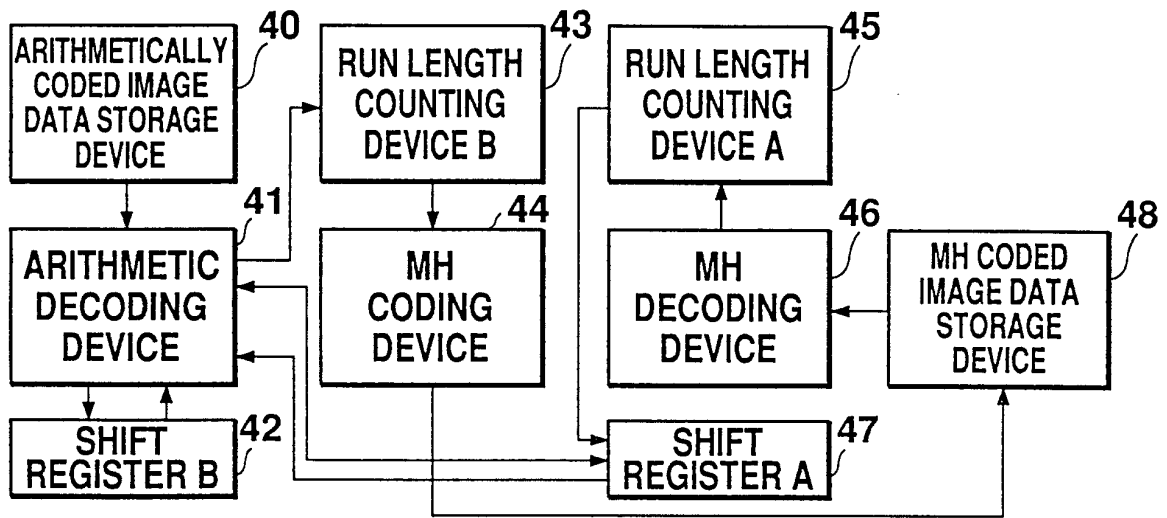 40
ARITHMETICALLY
CODED IMAGE
DATA STORAGE
DEVICE
43
RUN LENGTH
COUNTING
DEVICE B
45
RUN LENGTH
COUNTING
DEVICE A
41
ARITHMETIC
DECODING
DEVICE
44
MH
CODING
DEVICE
46
MH
DECODING
DEVICE
48
MH CODED
IMAGE DATA
STORAGE
DEVICE
42
SHIFT
REGISTER B
47
SHIFT
REGISTER A